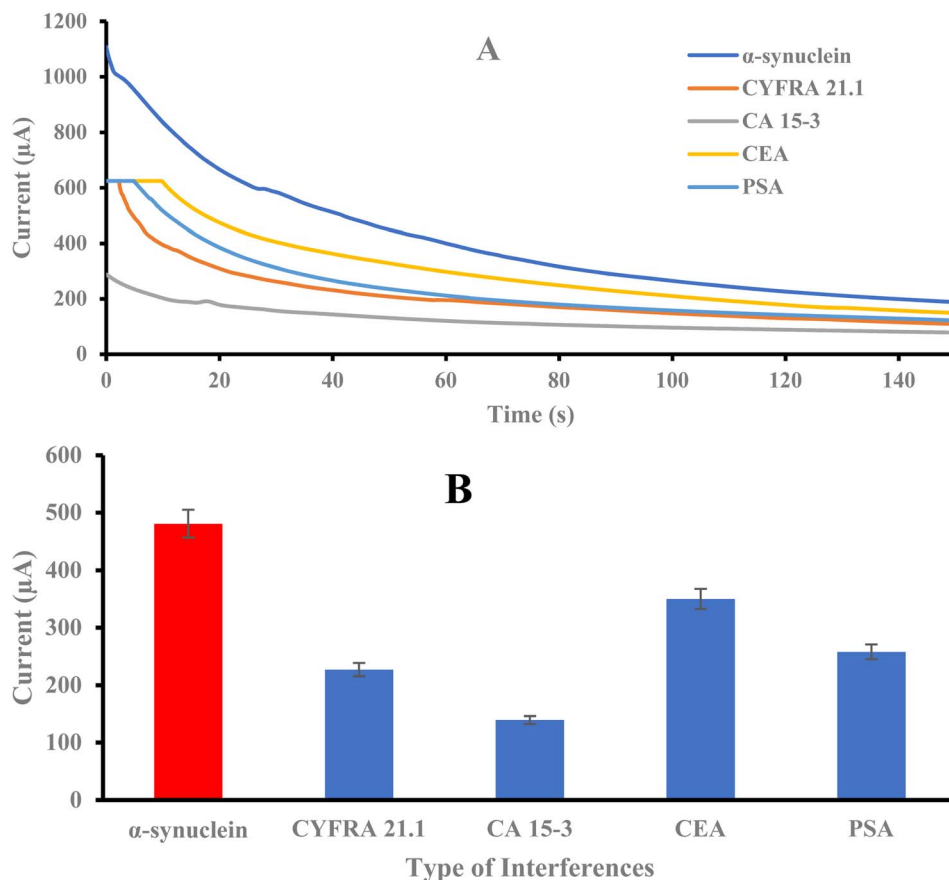 A
1200
1000
800
600
400
200
0
Current (µA)
0 20 40 60 80 100 120 140
Time (s)
α-synuclein
CYFRA 21.1
CA 15-3
CEA
PSA
B
600
500
400
300
200
100
0
Current (µA)
α-synuclein CYFRA 21.1 CA 15-3 CEA PSA
Type of Interferences